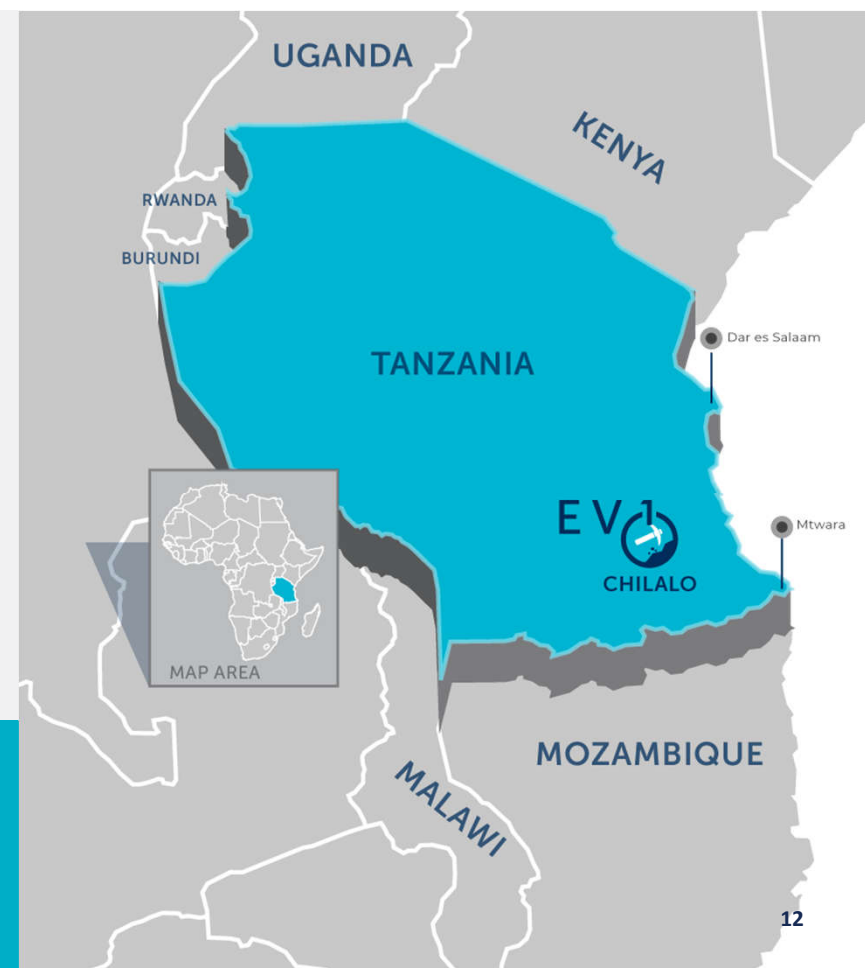 UGANDA
KENYA
RWANDA
BURUNDI
Dar es Salaam
TANZANIA
EV1
Mtwara
CHILALO
MAP AREA
MOZAMBIQUE
MALAWI
12